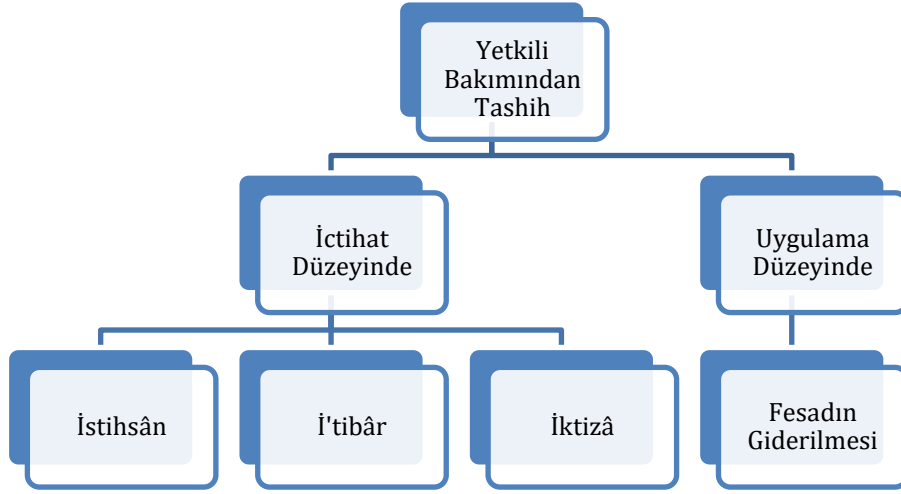 Yetkili
Bakımından
Tashih
İctihat
Düzeyinde
Uygulama
Düzeyinde
İstihsân
İ'tibâr
İktizâ
Fesadın
Giderilmesi